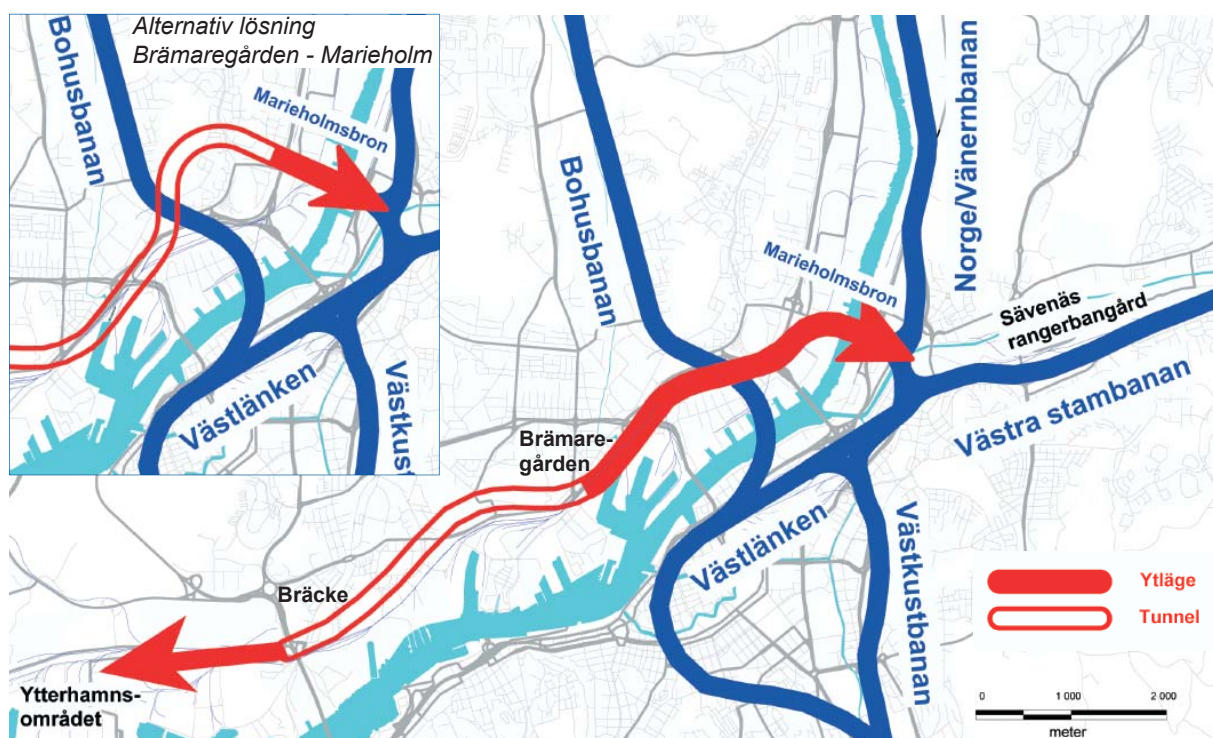 Alternativ lösning
Brämaregården - Marieholm
Bohusbanan
Marieholmsbron
Västlänken
Västkust
Bohusbanan
Marieholmsbron
Norge/Vänernbanan
Sävenäs
rangerbangård
Västra stambanan
Brämare-
gården
Västlänken
Västkustbanan
Bräcke
Ytterhamns-
området
Ytläge
Tunnel
0 1 000 2 000
meter